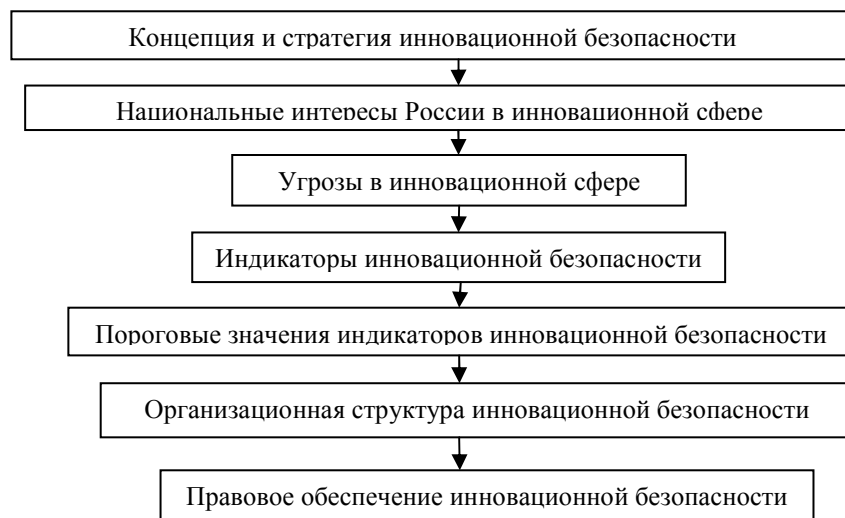 Концепция и стратегия инновационной безопасности
Национальные интересы России в инновационной сфере
Угрозы в инновационной сфере
Индикаторы инновационной безопасности
Пороговые значения индикаторов инновационной безопасности
Организационная структура инновационной безопасности
Правовое обеспечение инновационной безопасности